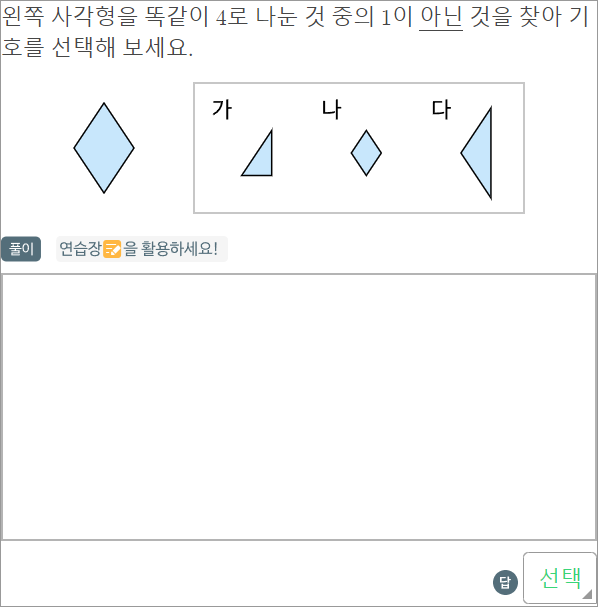 왼쪽 사각형을 똑같이 4로 나눈 것 중의 1이 아닌 것을 찾아 기
호를 선택해 보세요.
가 나 다
풀이 연습장을 활용하세요!
답 선택